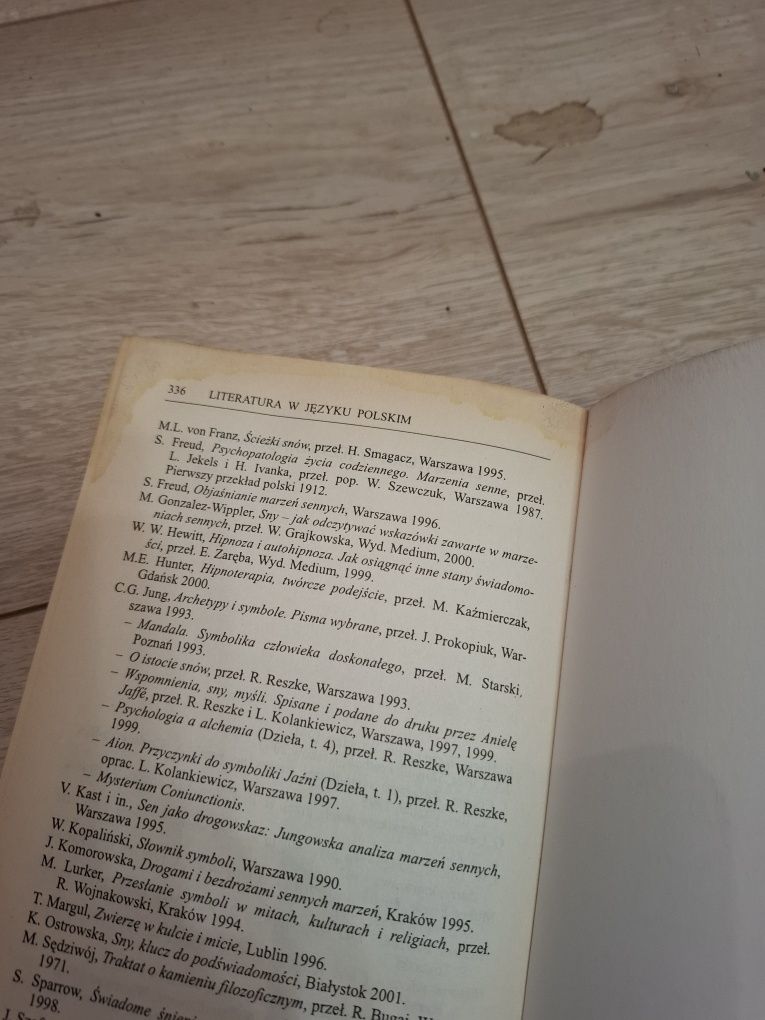 336 LITERATURA W JĘZYKU POLSKIM
M.L. von Franz, Ścieżki snów, przeł. H. Smagacz, Warszawa 1995.
S. Freud, Psychopatologia życia codziennego. Marzenia senne, przeł.
L. Jekels i H. Ivanka, przeł. pop. W. Szewczuk, Warszawa 1987.
Pierwszy przekład polski 1912.
S. Freud, Objaśnianie marzeń sennych, Warszawa 1996.
M. Gonzalez-Wippler, Sny – jak odczytywać wskazówki zawarte w marze-
niach sennych, przeł. W. Grajkowska, Wyd. Medium, 2000.
W. W. Hewitt, Hipnoza i autohipnoza. Jak osiągnąć inne stany świadomo-
ści, przeł. E. Zaręba, Wyd. Medium, 1999.
M.E. Hunter, Hipnoterapia, twórcze podejście, przeł. M. Kaźmierczak,
Gdańsk 2000.
C.G. Jung, Archetypy i symbole. Pisma wybrane, przeł. J. Prokopiuk, War-
szawa 1993.
– Mandala. Symbolika człowieka doskonałego, przeł. M. Starski,
Poznań 1993.
– O istocie snów, przeł. R. Reszke, Warszawa 1993.
– Wspomnienia, sny, myśli. Spisane i podane do druku przez Anielę
Jaffé, przeł. R. Reszke i L. Kolankiewicz, Warszawa, 1997, 1999.
– Psychologia a alchemia (Dzieła, t. 4), przeł. R. Reszke, Warszawa
1999.
– Aion. Przyczynki do symboliki Jaźni (Dzieła, t. 1), przeł. R. Reszke,
oprac. L. Kolankiewicz, Warszawa 1997.
– Mysterium Coniunctionis.
V. Kast i in., Sen jako drogowskaz: Jungowska analiza marzeń sennych,
Warszawa 1995.
W. Kopaliński, Słownik symboli, Warszawa 1990.
J. Komorowska, Drogami i bezdrożami sennych marzeń, Kraków 1995.
M. Lurker, Przesłanie symboli w mitach, kulturach i religiach, przeł.
R. Wojnakowski, Kraków 1994.
T. Margul, Zwierzę w kulcie i micie, Lublin 1996.
K. Ostrowska, Sny, klucz do podświadomości, Białystok 2001.
M. Sędziwój, Traktat o kamieniu filozoficznym, przeł. R. Bugaj,
1971.
S. Sparrow, Świadome
1998.